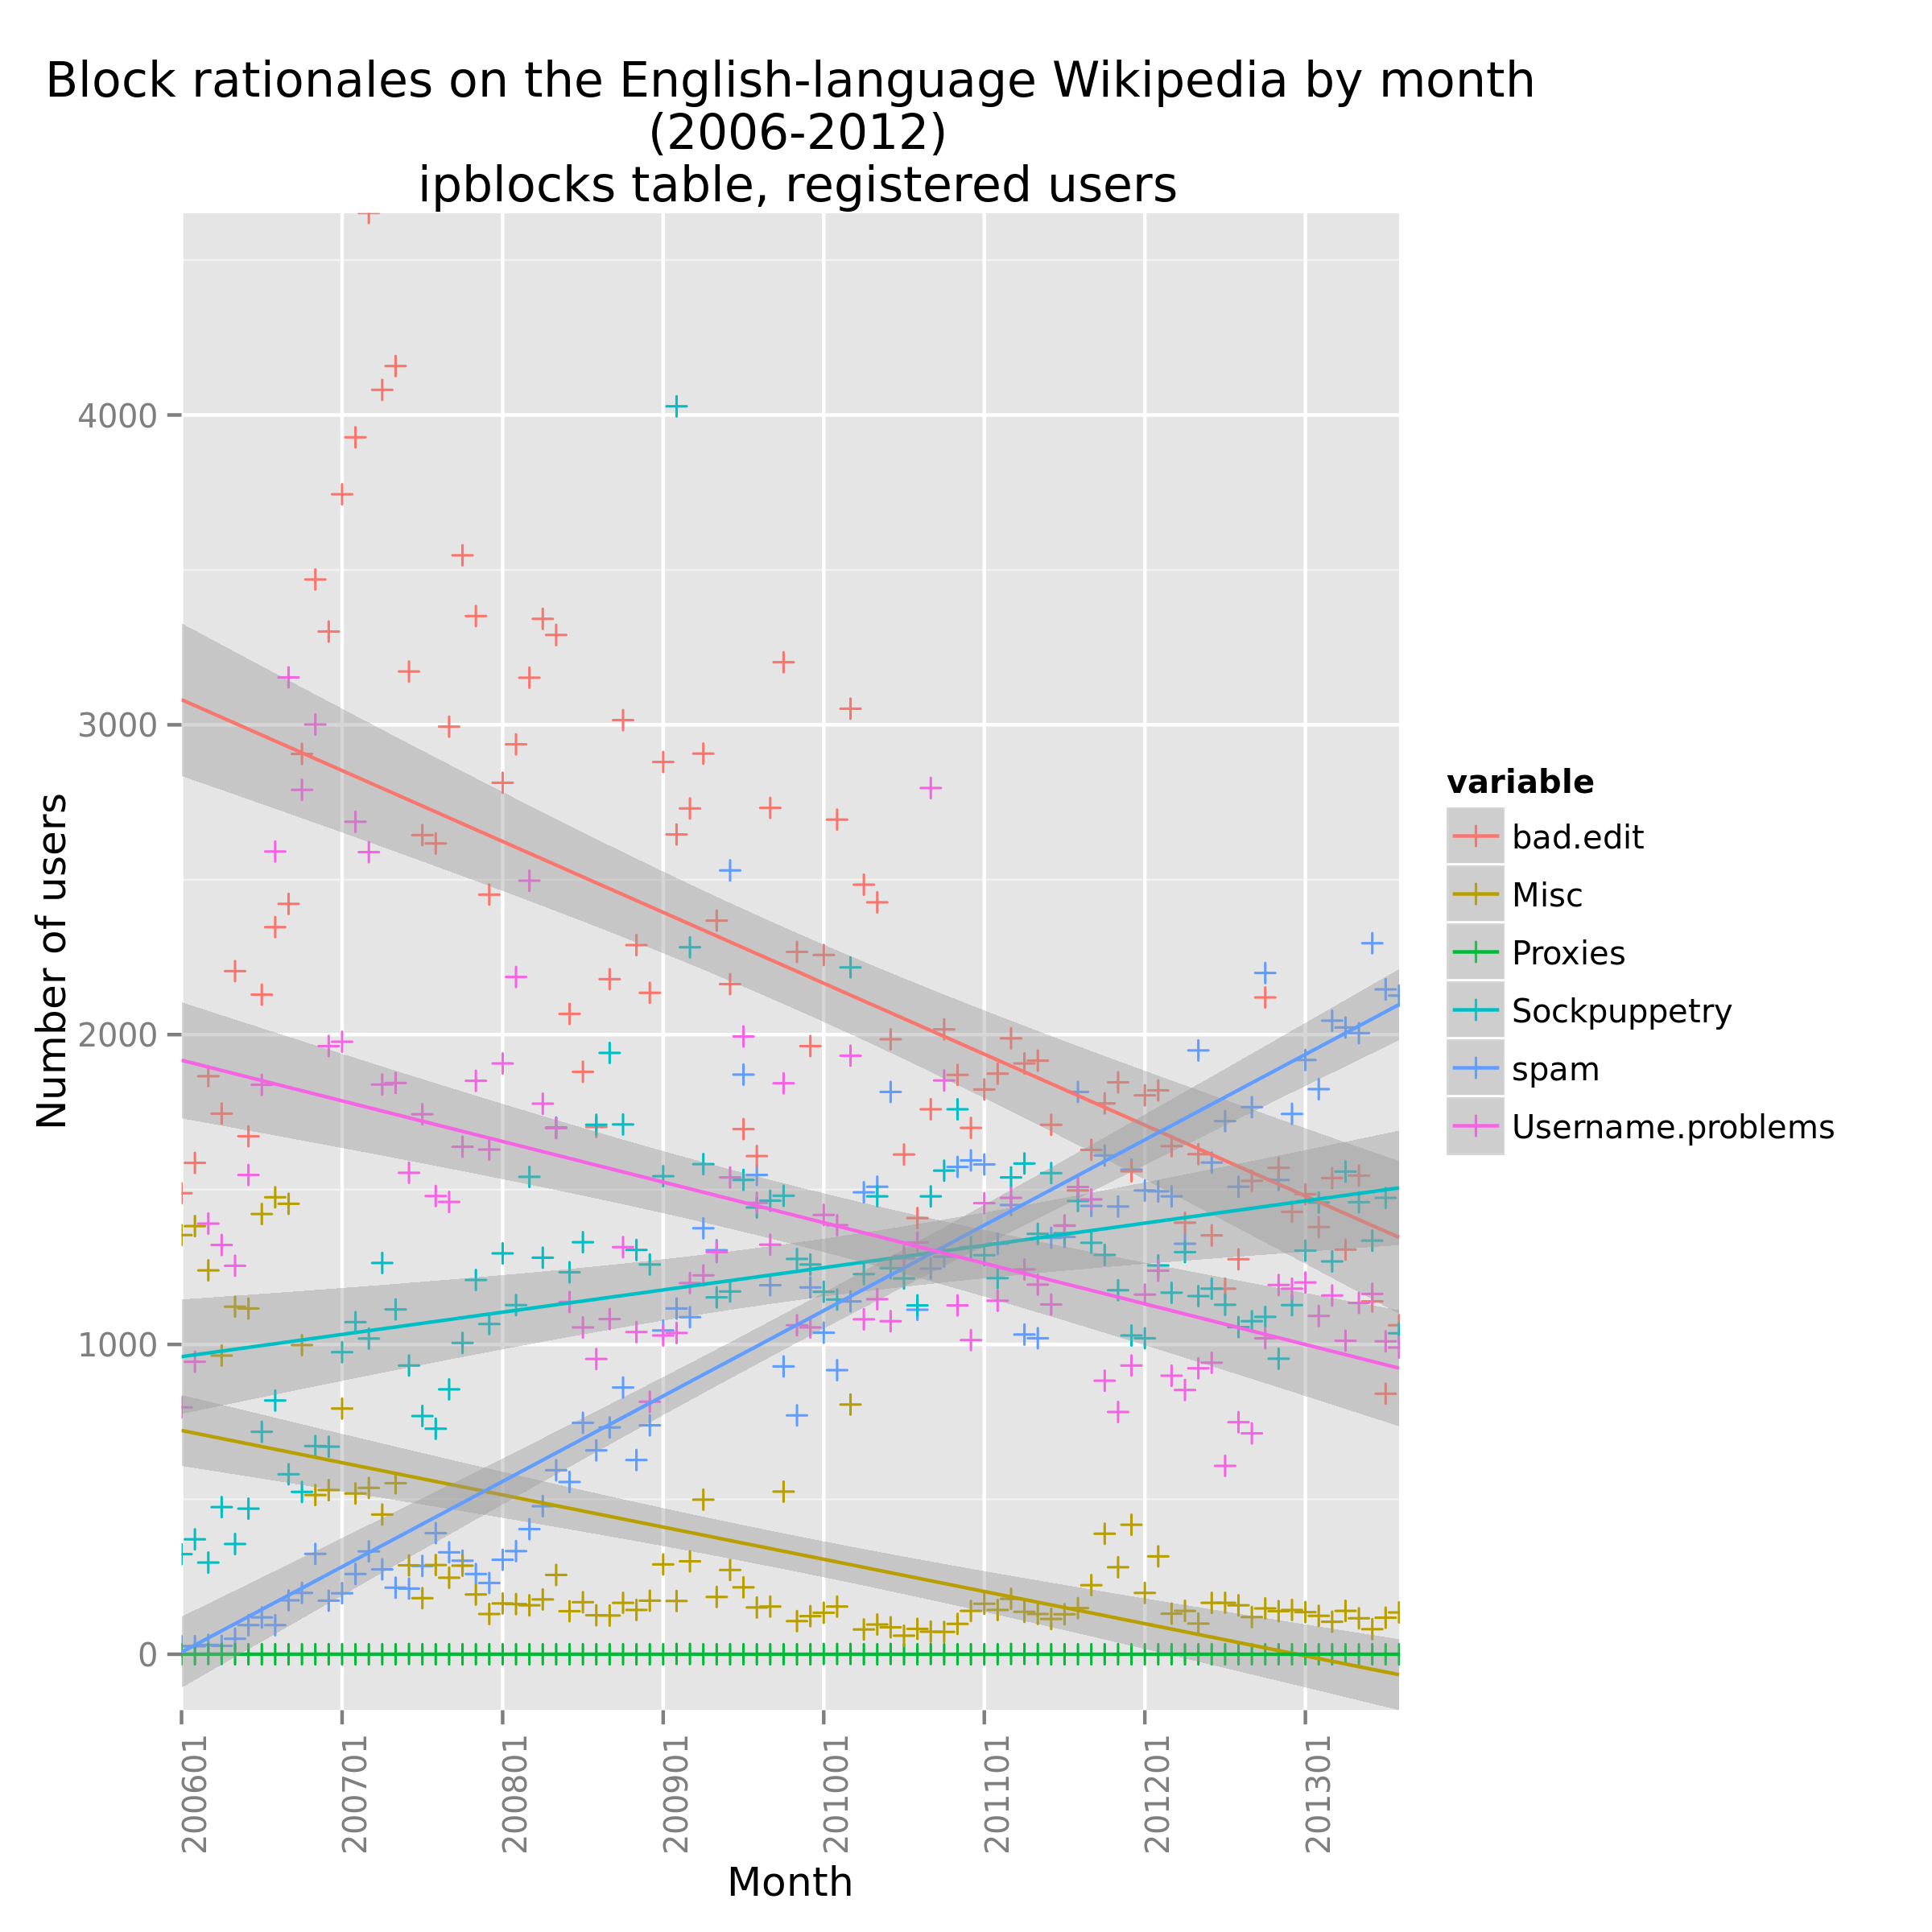 Block rationales on the English-language Wikipedia by month
(2006-2012)
ipblocks table, registered users
Number of users
4000
3000
2000
1000
0
200601
200701
200801
200901
201001
201101
201201
201301
Month
variable
bad.edit
Misc
Proxies
Sockpuppetry
spam
Username.problems